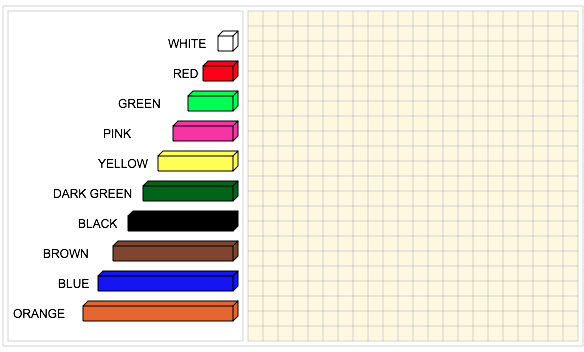 WHITE
RED
GREEN
PINK
YELLOW
DARK GREEN
BLACK
BROWN
BLUE
ORANGE